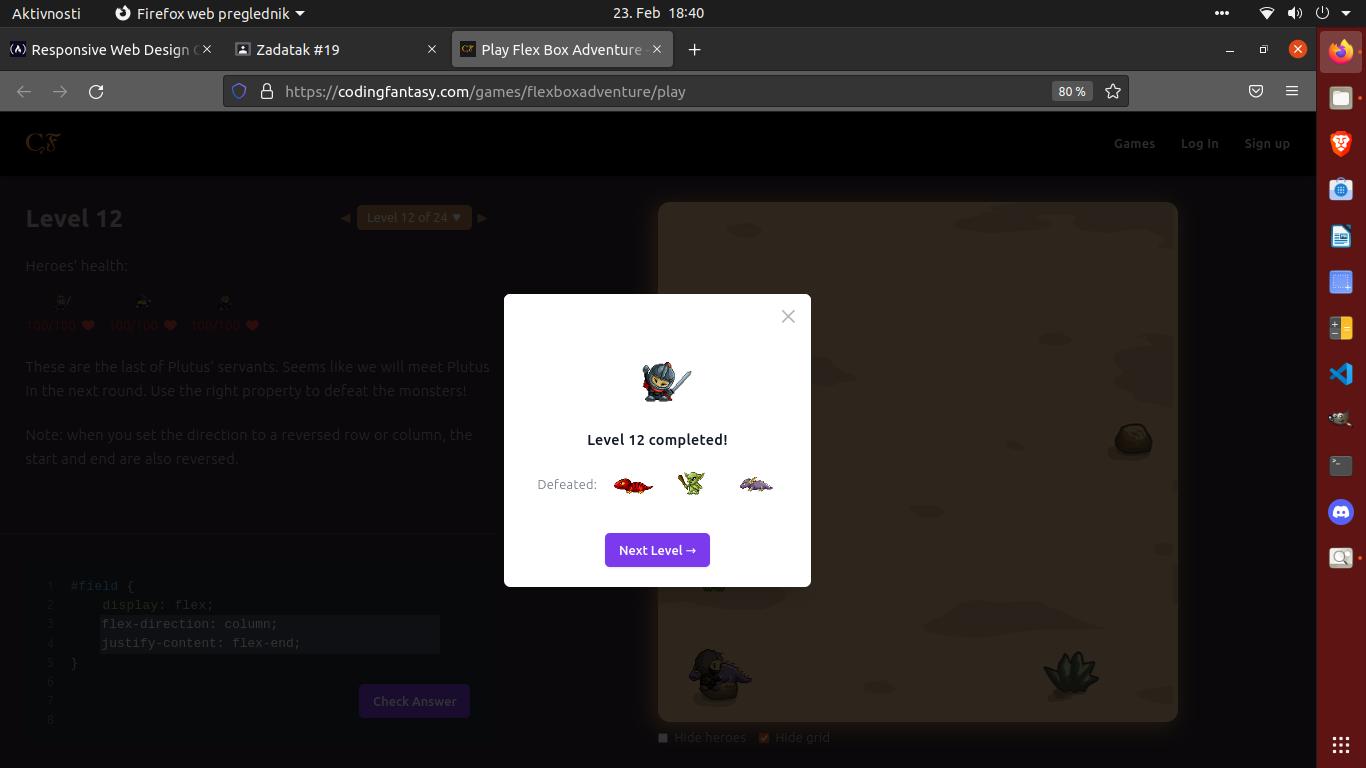 Aktivnosti
Firefox web preglednik
23. Feb 18:40
Responsive Web Design
Zadatak #19
Play Flex Box Adventure
https://codingfantasy.com/games/flexboxadventure/play
80 %
CF
Games
Log In
Sign up
Level 12
Level 12 of 24 ▼
Heroes' health:
100/100
100/100
100/100
These are the last of Plutus' servants. Seems like we will meet Plutus
in the next round. Use the right property to defeat the monsters!
Note: when you set the direction to a reversed row or column, the
start and end are also reversed.
Level 12 completed!
Defeated:
Next Level →
1 #field {
2 display: flex;
3 flex-direction: column;
4 justify-content: flex-end;
5 }
6
7
8
Check Answer
Hide heroes
Hide grid